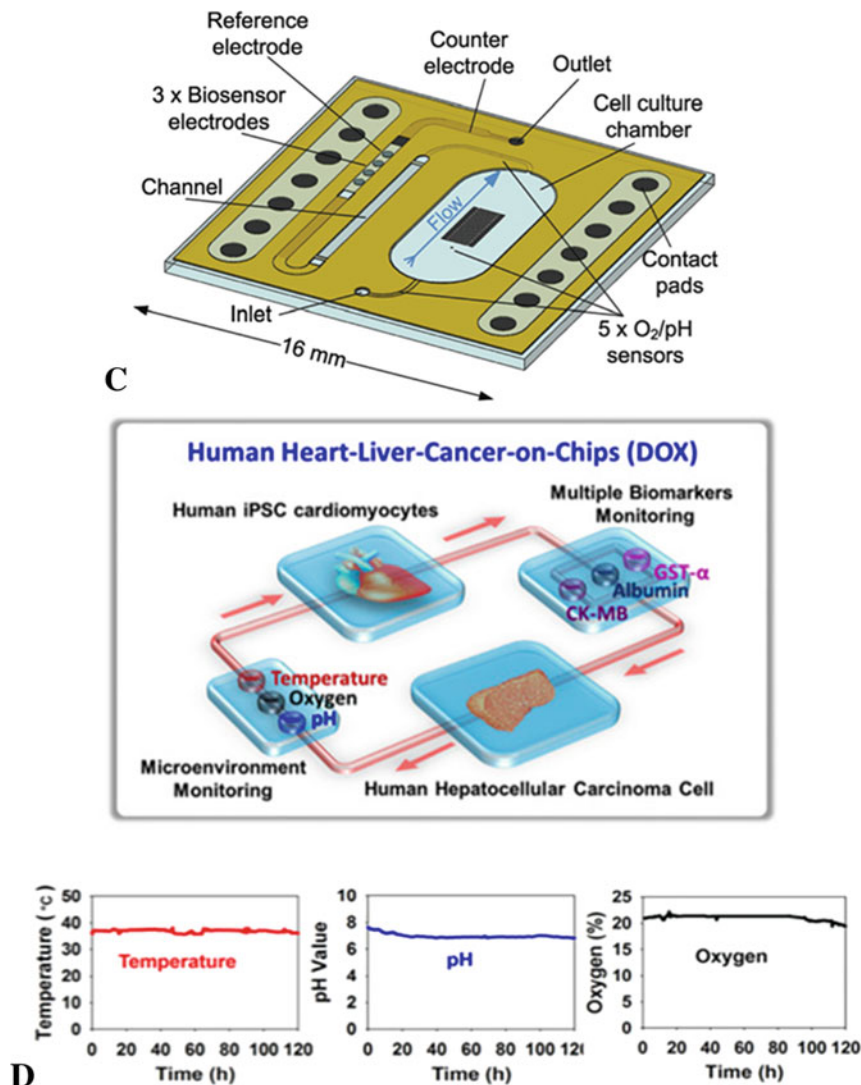 Reference
electrode
Counter
electrode
Outlet
3 x Biosensor
electrodes
Cell culture
chamber
Channel
Flow
Contact
pads
Inlet
5 x O₂/pH
sensors
16 mm
C
Human Heart-Liver-Cancer-on-Chips (DOX)
Human iPSC cardiomyocytes
Multiple Biomarkers
Monitoring
GST-α
Albumin
CK-MB
Temperature
Oxygen
pH
Microenvironment
Monitoring
Human Hepatocellular Carcinoma Cell
Temperature (°C)
50
40
30
20
10
0
Temperature
0 20 40 60 80 100 120
Time (h)
pH Value
10
8
6
4
2
0
pH
0 20 40 60 80 100 12
Time (h)
Oxygen (%)
25
20
15
10
5
0
Oxygen
0 20 40 60 80 100 120
Time (h)
D